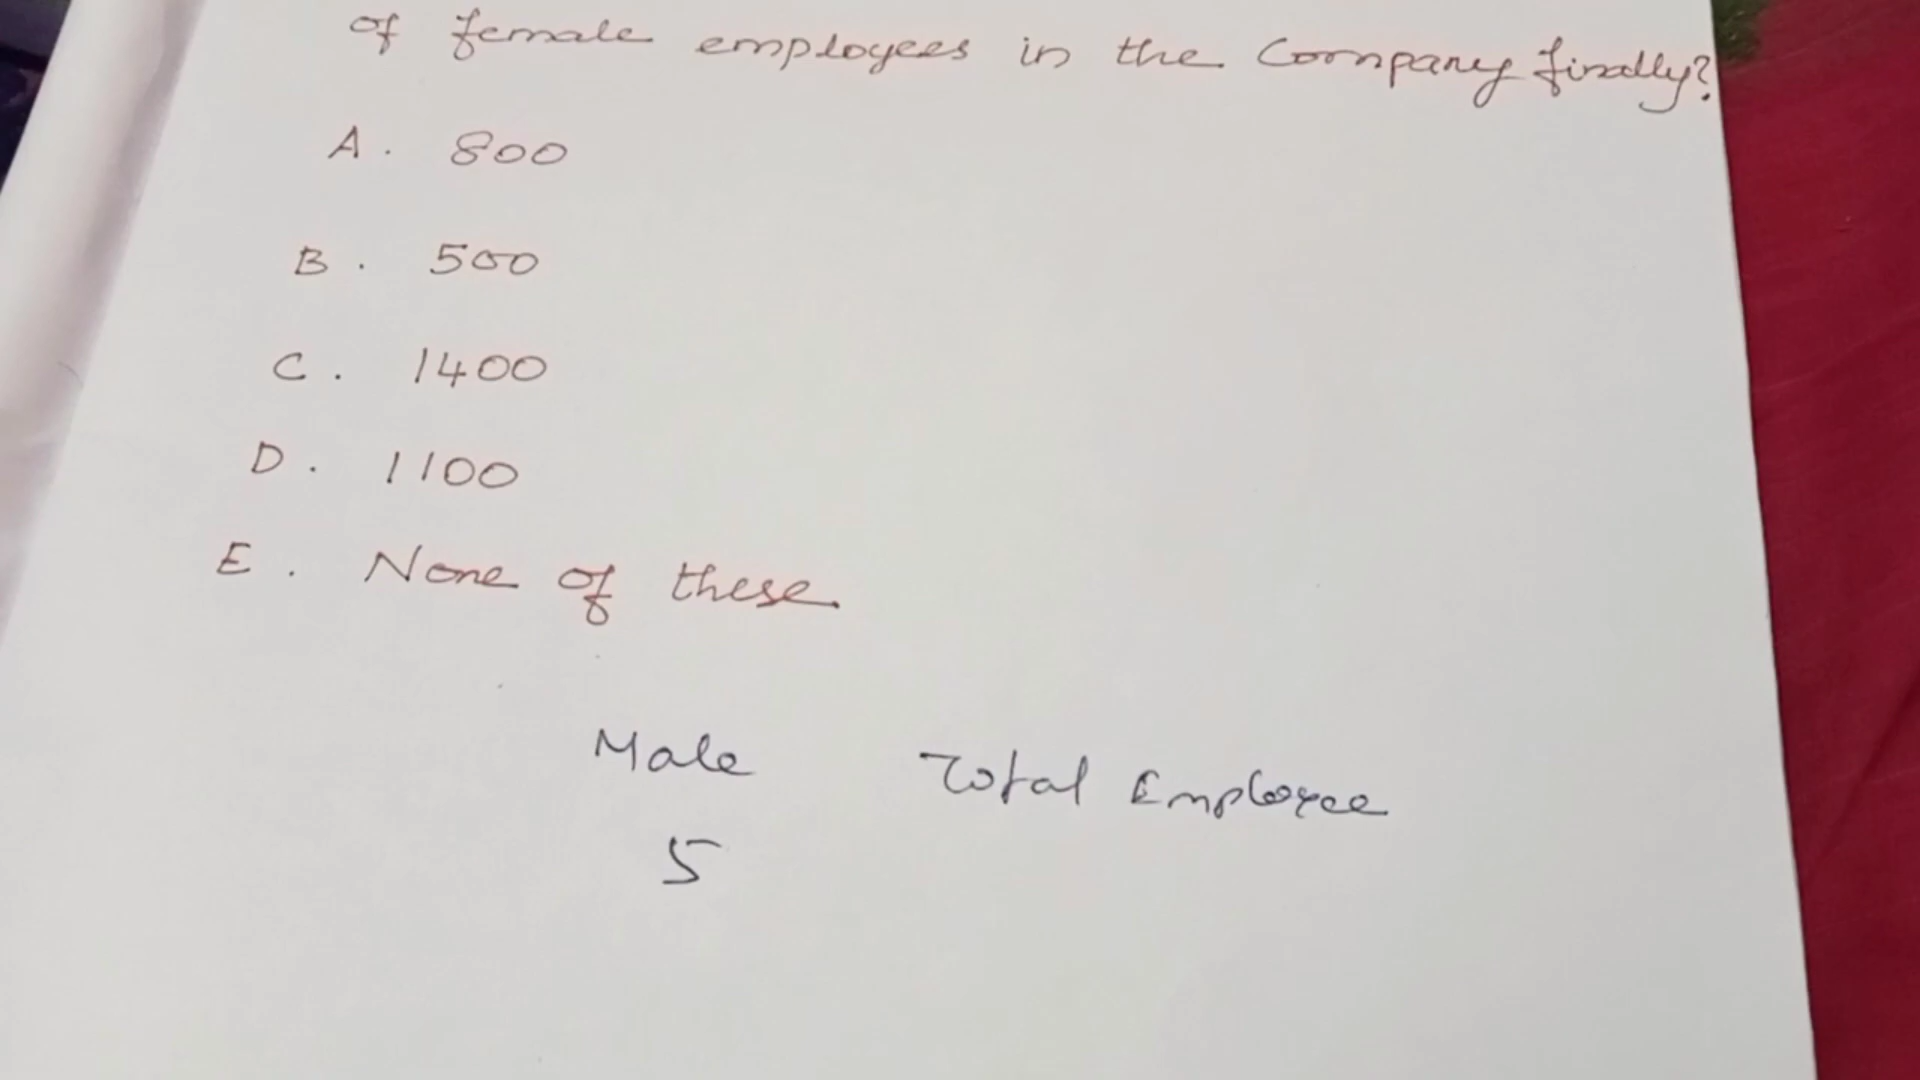 of female employees in the Company finally?
A. 800
B. 500
C. 1400
D. 1100
E. None of these
Male Total Employee
5